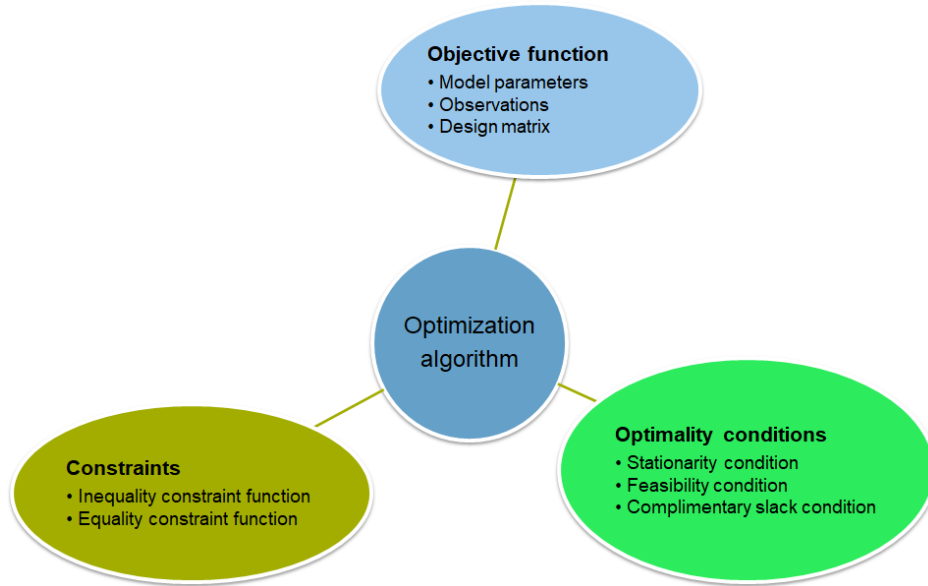 Objective function
• Model parameters
• Observations
• Design matrix
Optimization
algorithm
Constraints
• Inequality constraint function
• Equality constraint function
Optimality conditions
• Stationarity condition
• Feasibility condition
• Complimentary slack condition